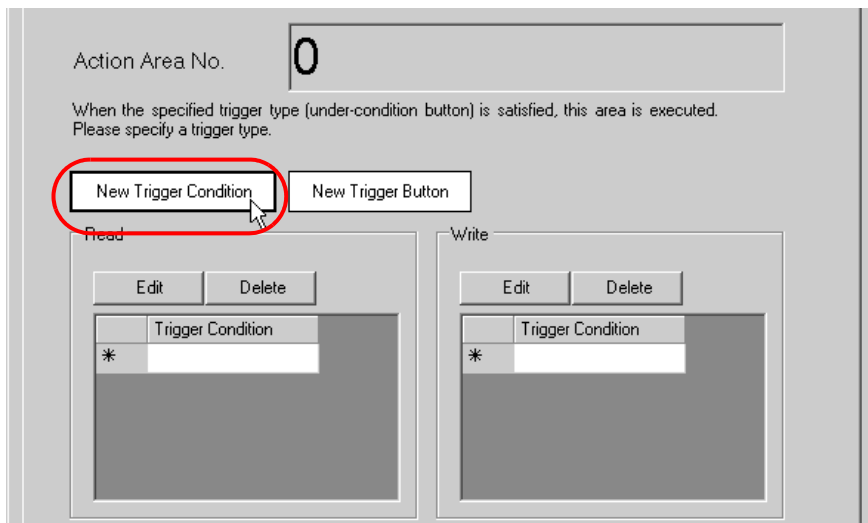 Action Area No. 0
When the specified trigger type (under-condition button) is satisfied, this area is executed.
Please specify a trigger type.
New Trigger Condition New Trigger Button
Read Write
Edit Delete Edit Delete
Trigger Condition Trigger Condition
* *